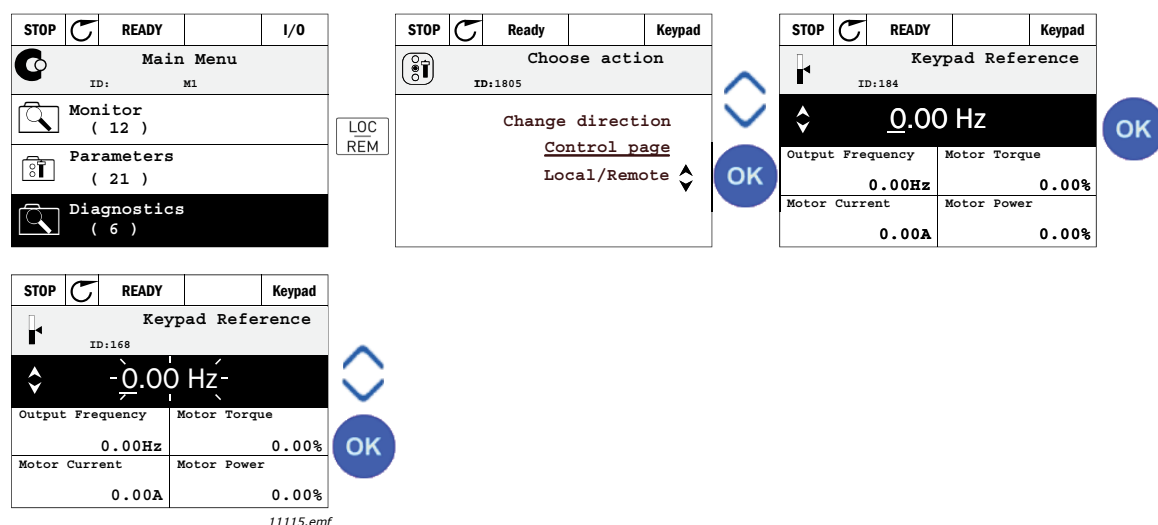 STOP READY I/O
Main Menu
ID: M1
Monitor
( 12 )
Parameters
( 21 )
Diagnostics
( 6 )
LOC
REM
STOP Ready Keypad
Choose action
ID:1805
Change direction
Control page
Local/Remote
OK
STOP READY Keypad
Keypad Reference
ID:184
0.00 Hz
Output Frequency Motor Torque
0.00Hz 0.00%
Motor Current Motor Power
0.00A 0.00%
OK
STOP READY Keypad
Keypad Reference
ID:168
0.00 Hz
Output Frequency Motor Torque
0.00Hz 0.00%
Motor Current Motor Power
0.00A 0.00%
OK
11115.emf